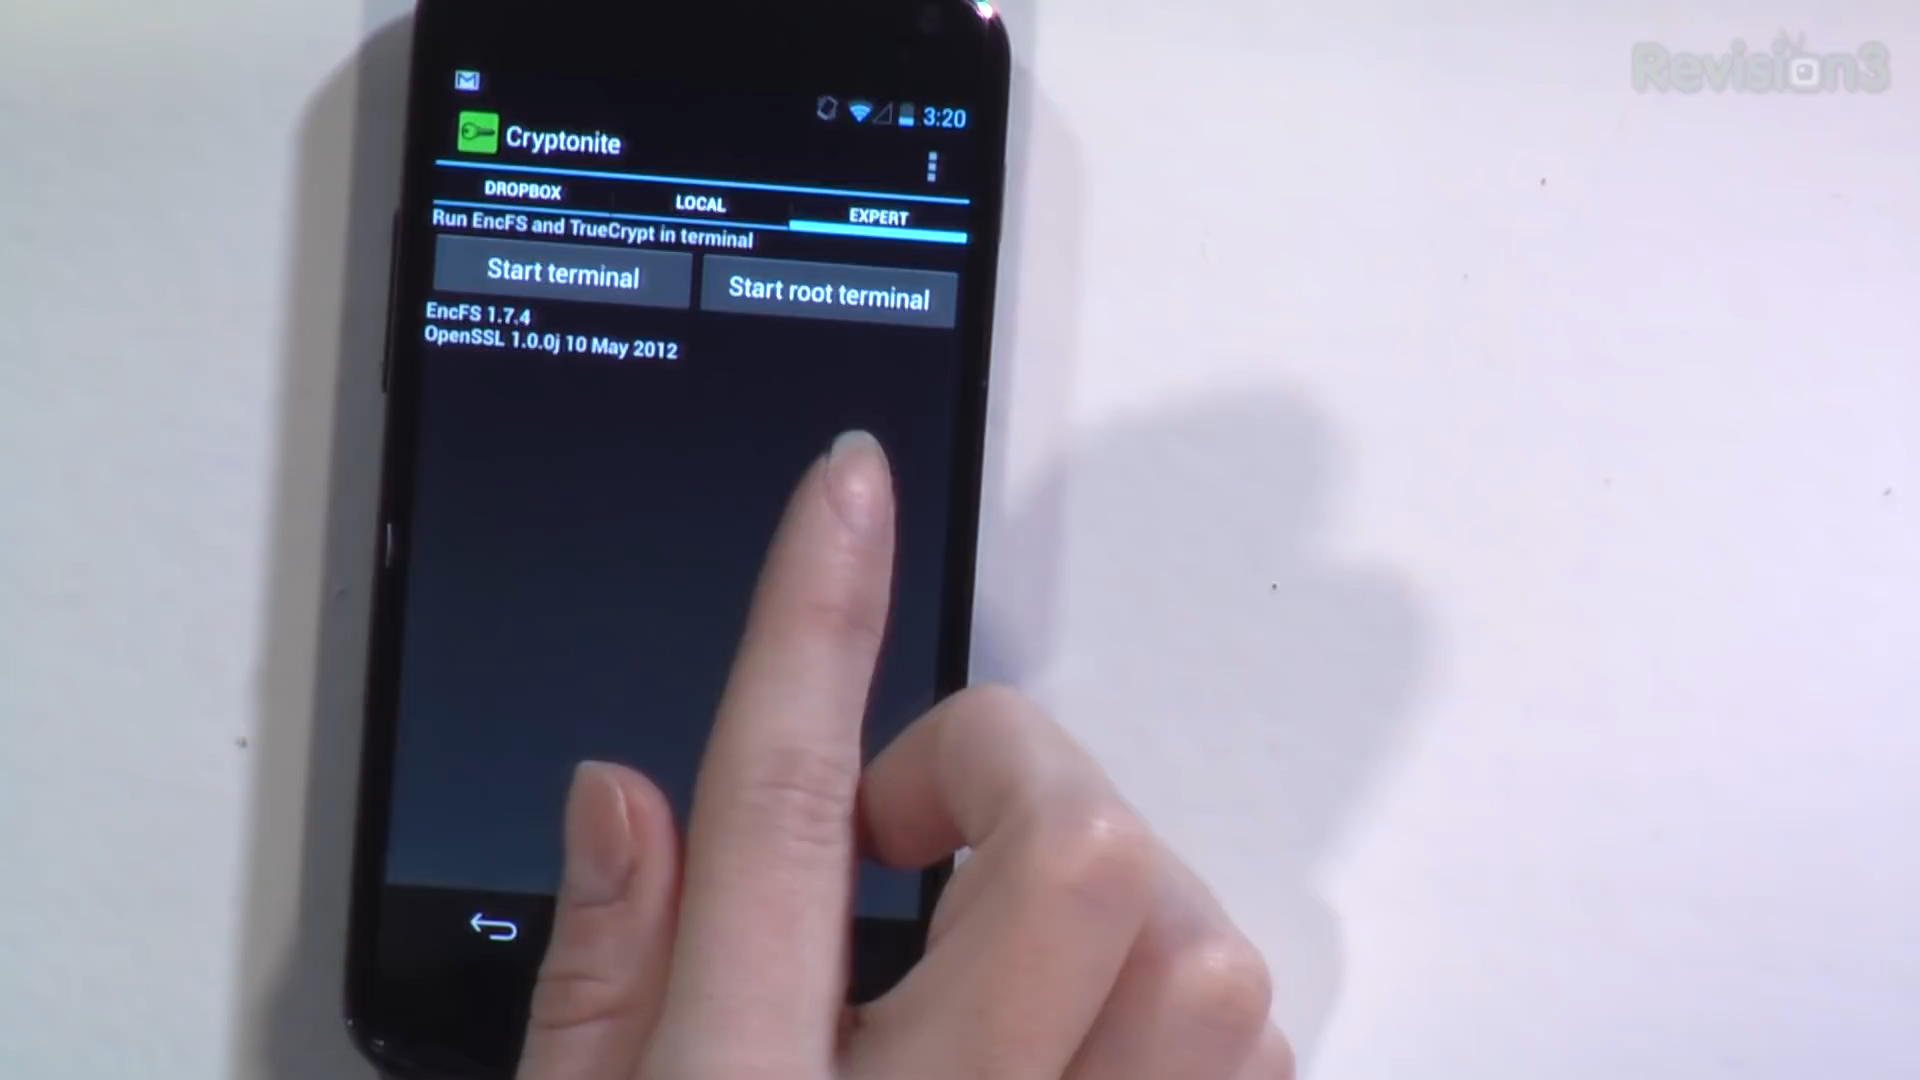 Revision3
3:20
Cryptonite
DROPBOX LOCAL EXPERT
Run EncFS and TrueCrypt in terminal
Start terminal Start root terminal
EncFS 1.7.4
OpenSSL 1.0.0j 10 May 2012